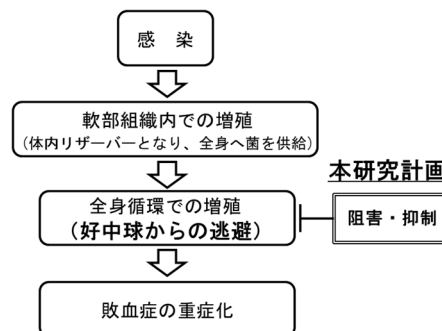 感 染
軟部組織内での増殖
(体内リザーバーとなり、全身へ菌を供給)
本研究計画
全身循環での増殖
(好中球からの逃避)
阻害・抑制
敗血症の重症化